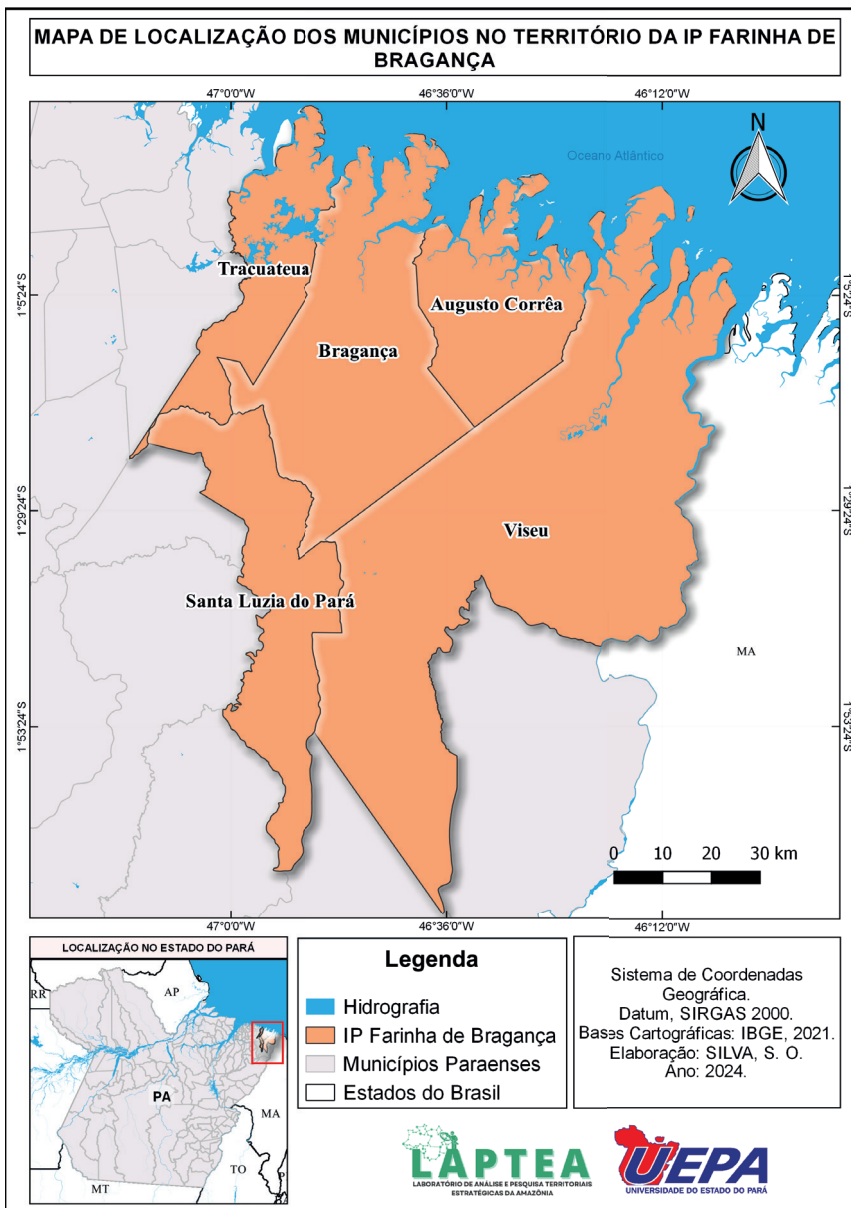 MAPA DE LOCALIZAÇÃO DOS MUNICÍPIOS NO TERRITÓRIO DA IP FARINHA DE
BRAGANÇA
47°0'0"W
46°36'0"W
46°12'0"W
N
Oceano Atlântico
Tracuateua
1°5'24"S
1°5'24"S
Augusto Corrêa
Bragança
1°29'24"S
1°29'24"S
Viseu
Santa Luzia do Pará
MA
1°53'24"S
1°53'24"S
0 10 20 30 km
47°0'0"W
46°36'0"W
46°12'0"W
LOCALIZAÇÃO NO ESTADO DO PARÁ
RR
AP
PA
MA
TO
MT
Legenda
Hidrografia
IP Farinha de Bragança
Municípios Paraenses
Estados do Brasil
Sistema de Coordenadas
Geográfica.
Datum, SIRGAS 2000.
Bases Cartográficas: IBGE, 2021.
Elaboração: SILVA, S. O.
Ano: 2024.
LAPTEA
LABORATÓRIO DE ANÁLISE E PESQUISA TERRITORIAIS
ESTRATÉGICAS DA AMAZÔNIA
UEPA
UNIVERSIDADE DO ESTADO DO PARÁ